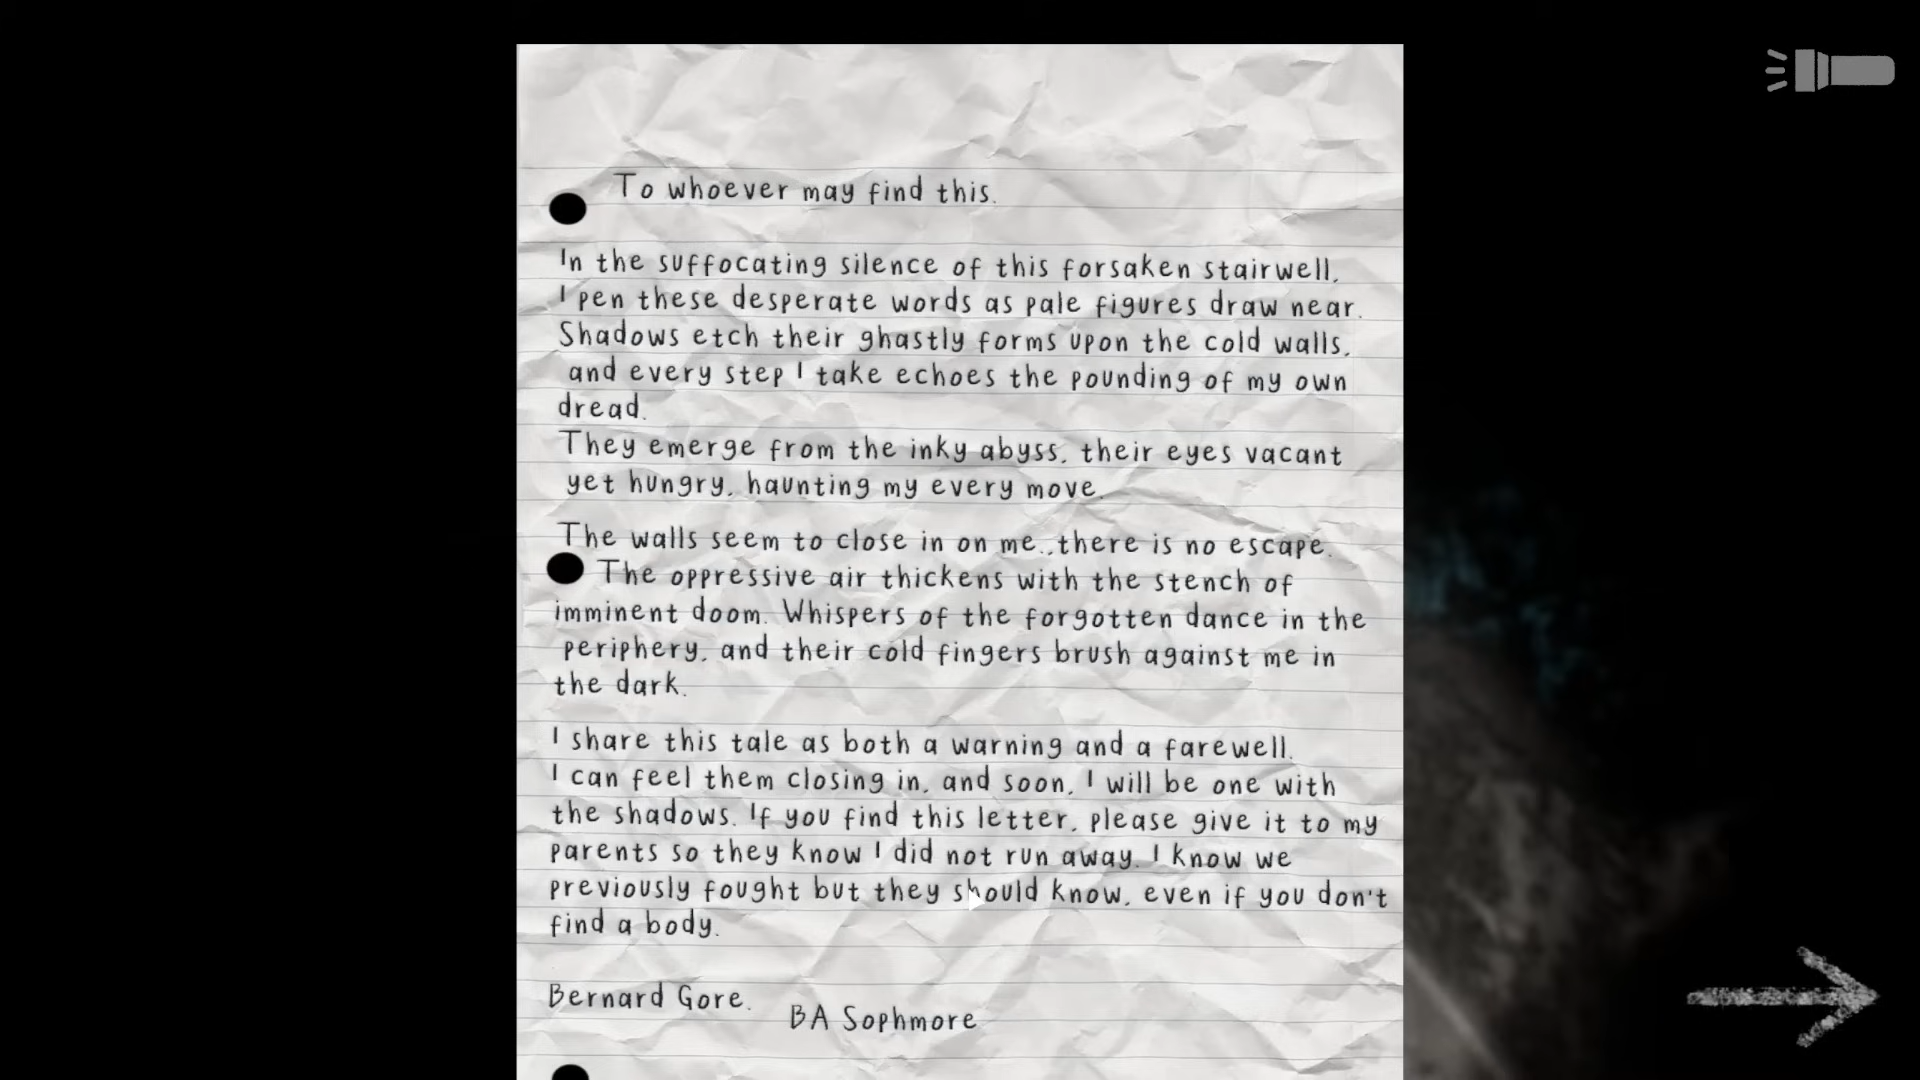 To whoever may find this.
In the suffocating silence of this forsaken stairwell,
I pen these desperate words as pale figures draw near.
Shadows etch their ghastly forms upon the cold walls,
and every step I take echoes the pounding of my own
dread.
They emerge from the inky abyss, their eyes vacant
yet hungry, haunting my every move.
The walls seem to close in on me..there is no escape.
The oppressive air thickens with the stench of
imminent doom. Whispers of the forgotten dance in the
periphery, and their cold fingers brush against me in
the dark.
I share this tale as both a warning and a farewell.
I can feel them closing in, and soon, I will be one with
the shadows. If you find this letter, please give it to my
parents so they know I did not run away. I know we
previously fought but they should know, even if you don't
find a body.
Bernard Gore.
BA Sophmore